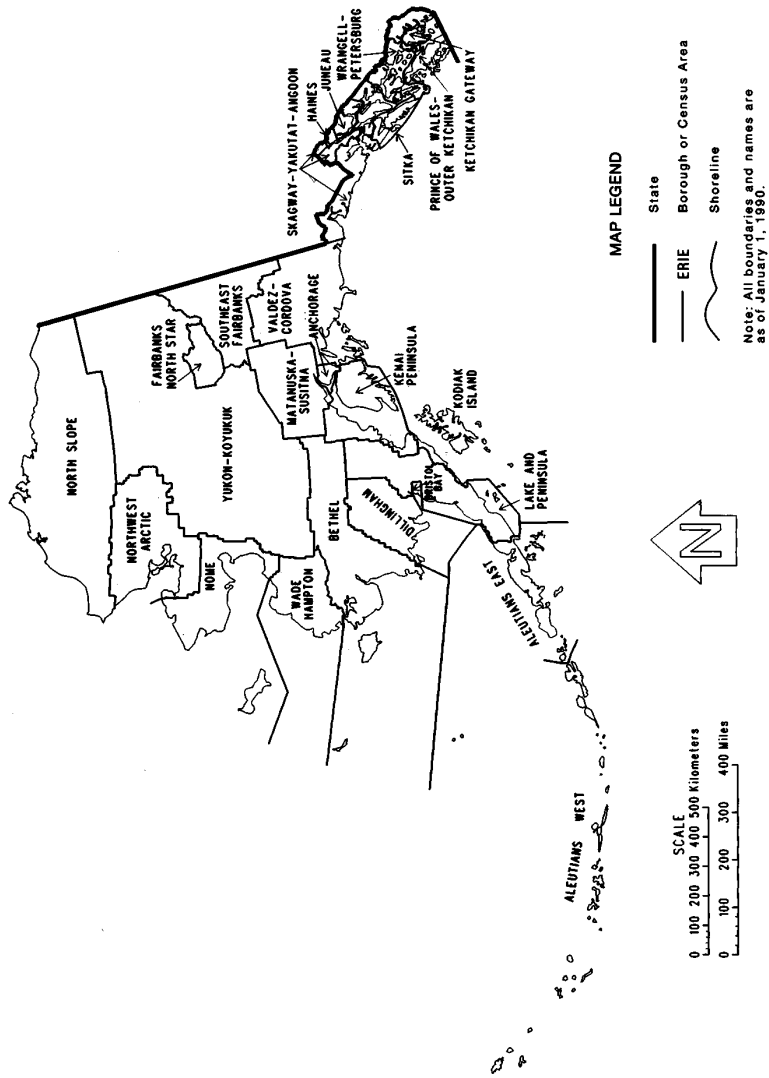 NORTH SLOPE
NORTHWEST
ARCTIC
NOME
YUKON-KOYUKUK
FAIRBANKS
NORTH STAR
SOUTHEAST
FAIRBANKS
WADE
HAMPTON
BETHEL
MATANUSKA-
SUSITNA
VALDEZ-
CORDOVA
ANCHORAGE
KENAI
PENINSULA
DILLINGHAM
BRISTOL
BAY
KODIAK
ISLAND
LAKE AND
PENINSULA
ALEUTIANS EAST
ALEUTIANS WEST
SKAGWAY-YAKUTAT-ANGOON
HAINES
JUNEAU
WRANGELL-
PETERSBURG
SITKA
PRINCE OF WALES-
OUTER KETCHIKAN
KETCHIKAN GATEWAY
SCALE
0 100 200 300 400 500 Kilometers
0 100 200 300 400 Miles
N
MAP LEGEND
State
ERIE Borough or Census Area
Shoreline
Note: All boundaries and names are
as of January 1, 1990.